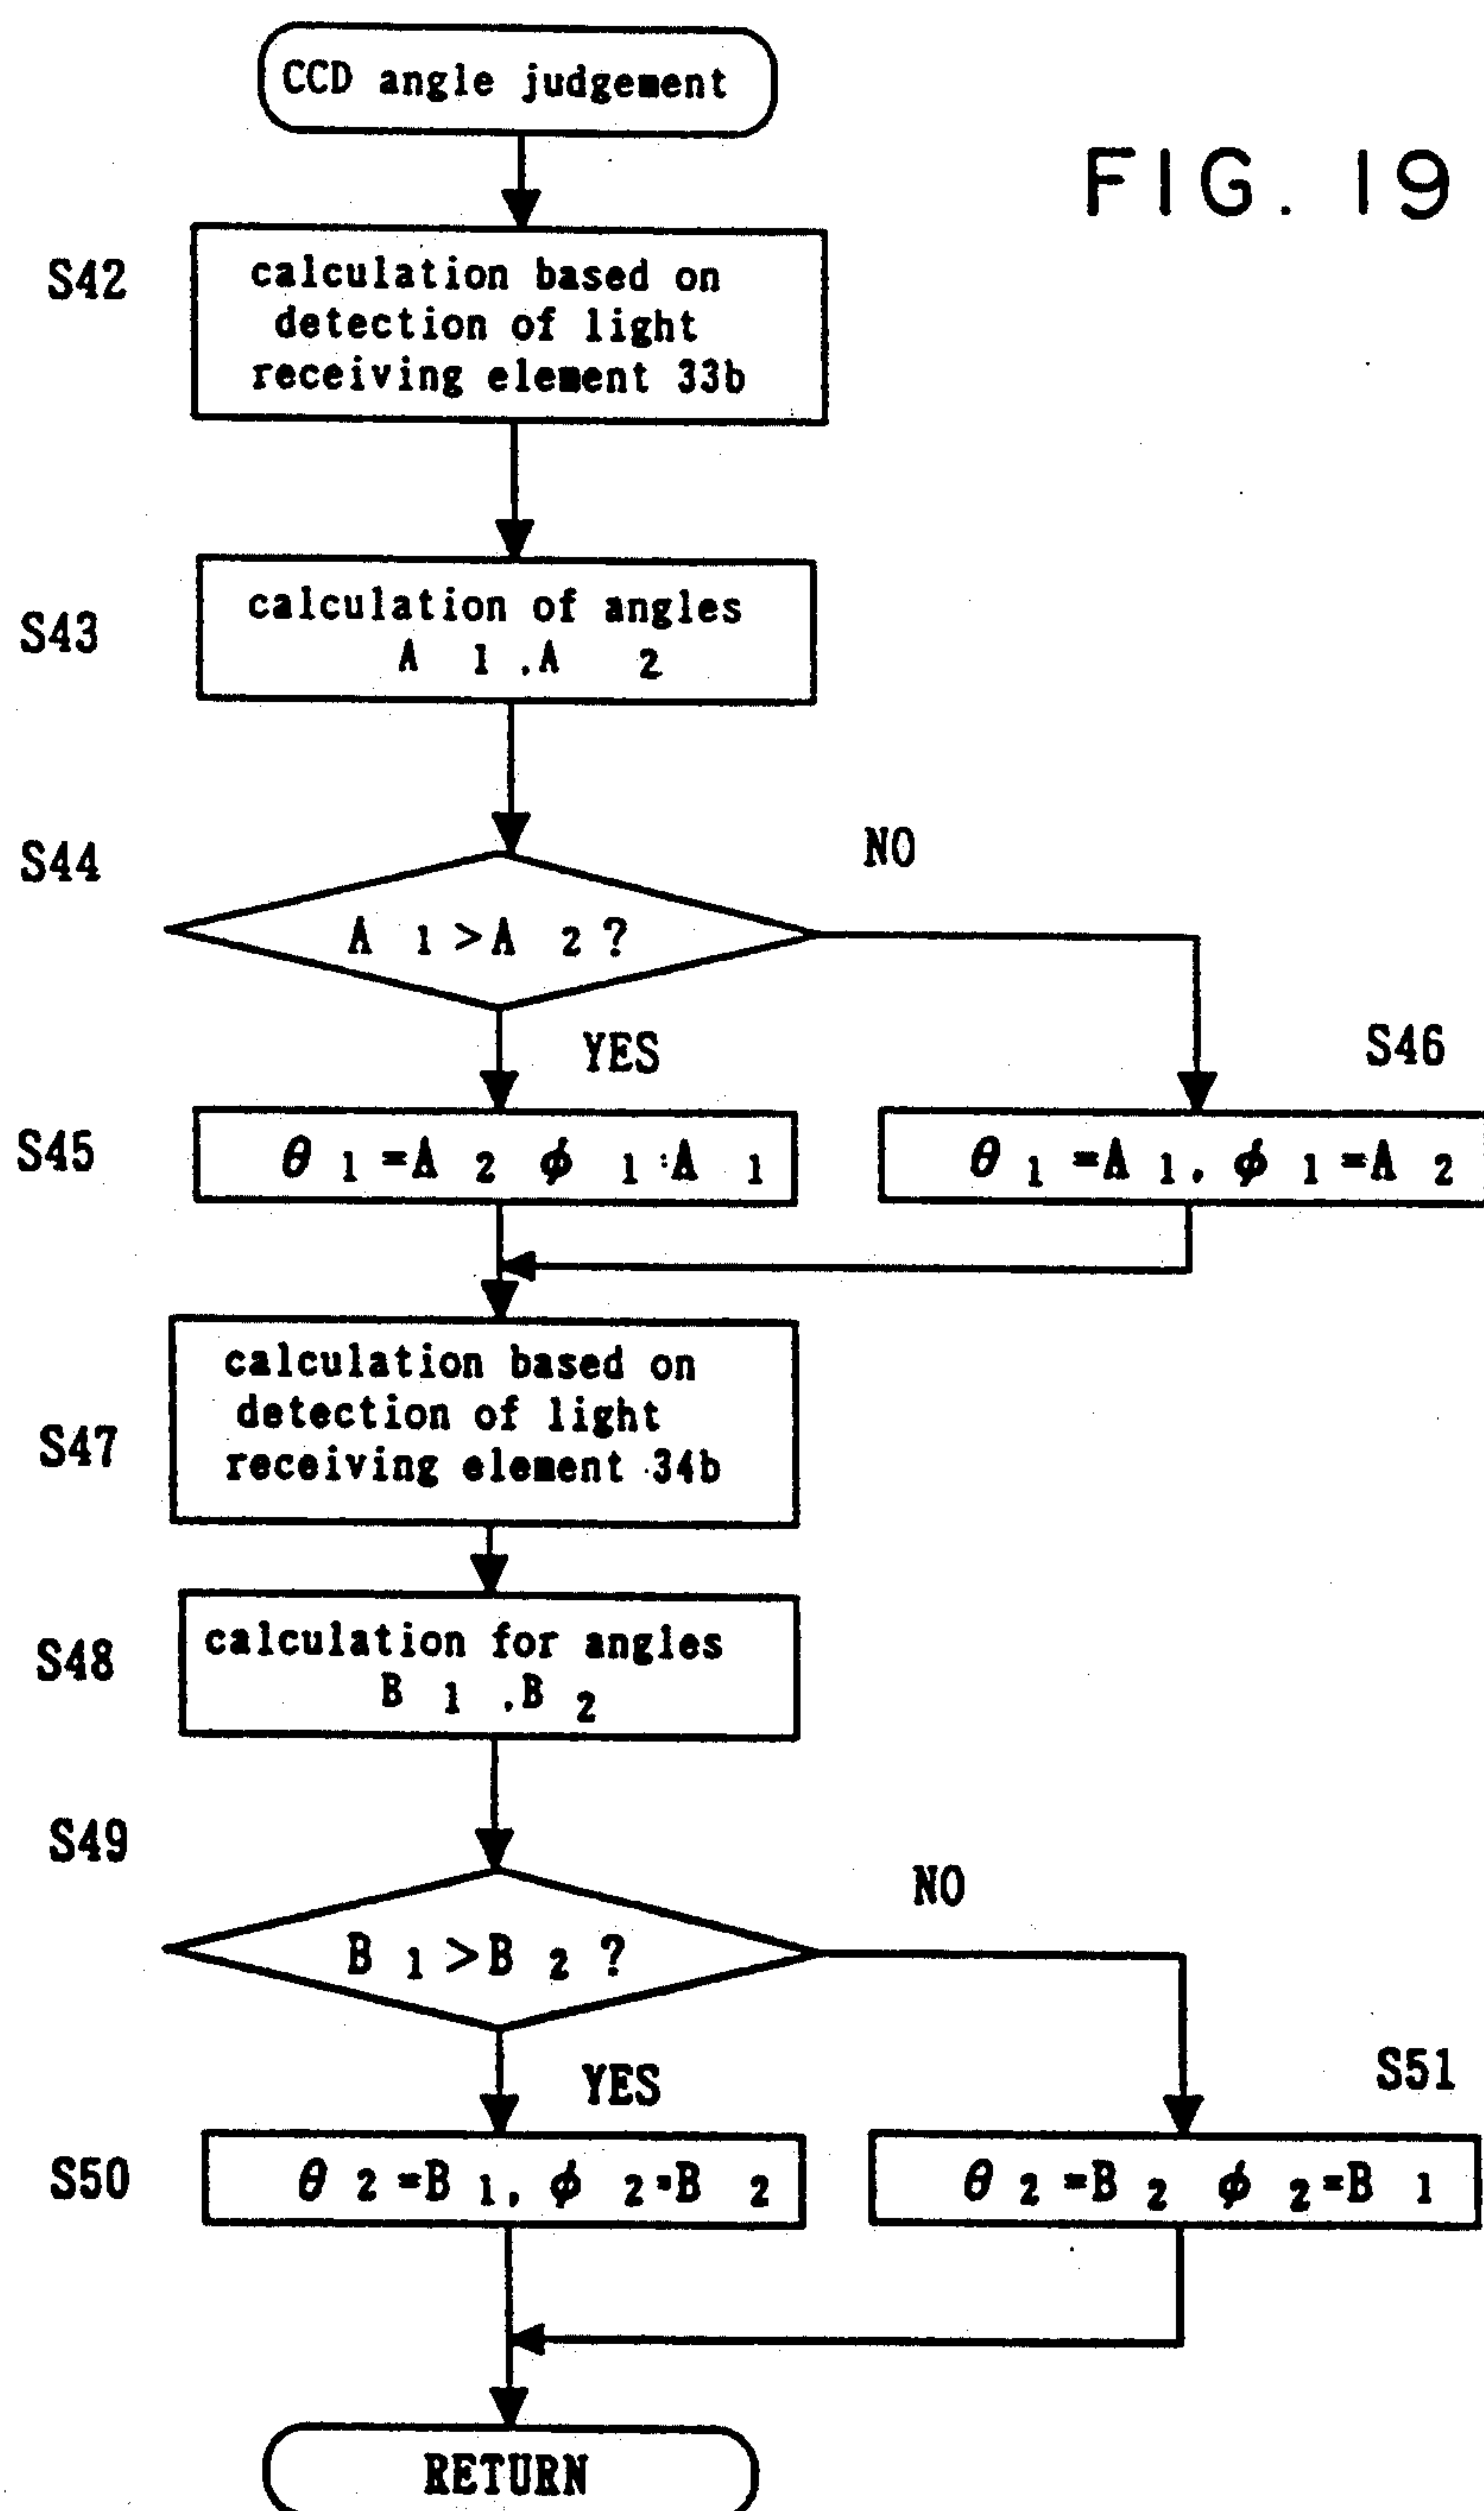 CCD angle judgement
FIG. 19
S42
calculation based on
detection of light
receiving element 33b
S43
calculation of angles
A 1 , A 2
S44
A 1 > A 2 ?
NO
YES
S46
S45
θ 1 = A 2 ϕ 1 : A 1
θ 1 = A 1 , ϕ 1 = A 2
S47
calculation based on
detection of light
receiving element 34b
S48
calculation for angles
B 1 , B 2
S49
B 1 > B 2 ?
NO
YES
S51
S50
θ 2 = B 1 , ϕ 2 = B 2
θ 2 = B 2 ϕ 2 = B 1
RETURN